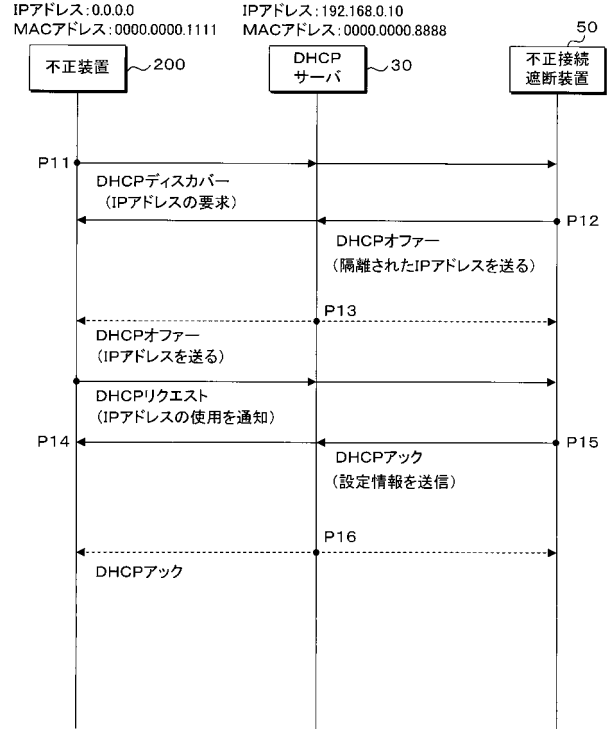 IPアドレス:0.0.0.0
MACアドレス:0000.0000.1111
IPアドレス:192.168.0.10
MACアドレス:0000.0000.8888
不正装置
200
DHCP
サーバ
30
50
不正接続
遮断装置
P11
DHCPディスカバー
(IPアドレスの要求)
P12
DHCPオファー
(隔離されたIPアドレスを送る)
P13
DHCPオファー
(IPアドレスを送る)
DHCPリクエスト
(IPアドレスの使用を通知)
P14
P15
DHCPアック
(設定情報を送信)
P16
DHCPアック